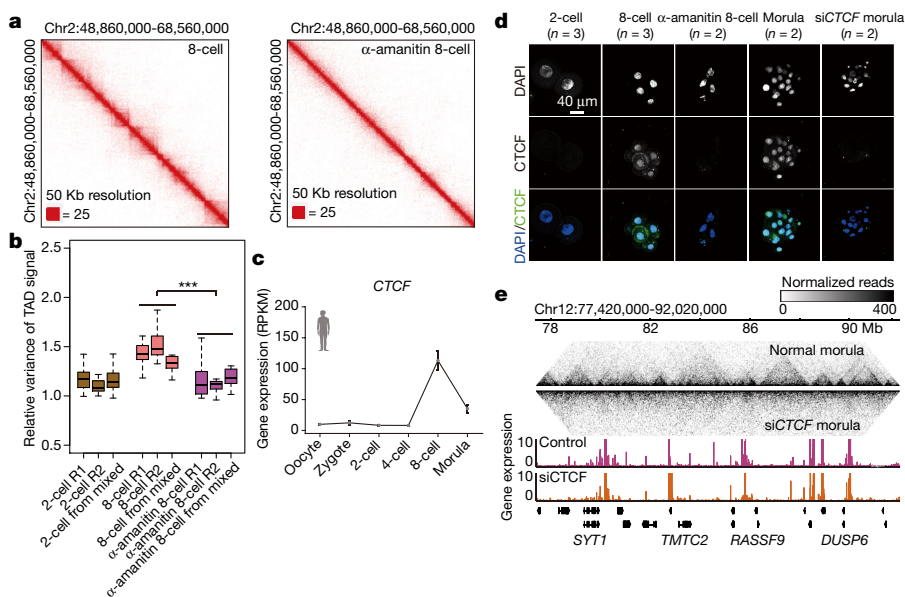 a
Chr2:48,860,000-68,560,000
Chr2:48,860,000-68,560,000
8-cell
50 Kb resolution
= 25
Chr2:48,860,000-68,560,000
Chr2:48,860,000-68,560,000
α-amanitin 8-cell
50 Kb resolution
= 25
b
Relative variance of TAD signal
2.5
2.0
1.5
1.0
0.5
***
2-cell R1
2-cell R2
2-cell from mixed
8-cell R1
8-cell R2
8-cell from mixed
α-amanitin 8-cell R1
α-amanitin 8-cell R2
α-amanitin 8-cell from mixed
c
CTCF
Gene expression (RPKM)
200
150
100
50
0
Oocyte
Zygote
2-cell
4-cell
8-cell
Morula
d
2-cell 8-cell α-amanitin 8-cell Morula siCTCF morula
(n = 3) (n = 3) (n = 2) (n = 2) (n = 2)
DAPI
40 μm
CTCF
DAPI/CTCF
e
Normalized reads
0 400
Chr12:77,420,000-92,020,000
78 82 86 90 Mb
Normal morula
siCTCF morula
Gene expression
10
Control
0
10
siCTCF
0
SYT1 TMTC2 RASSF9 DUSP6